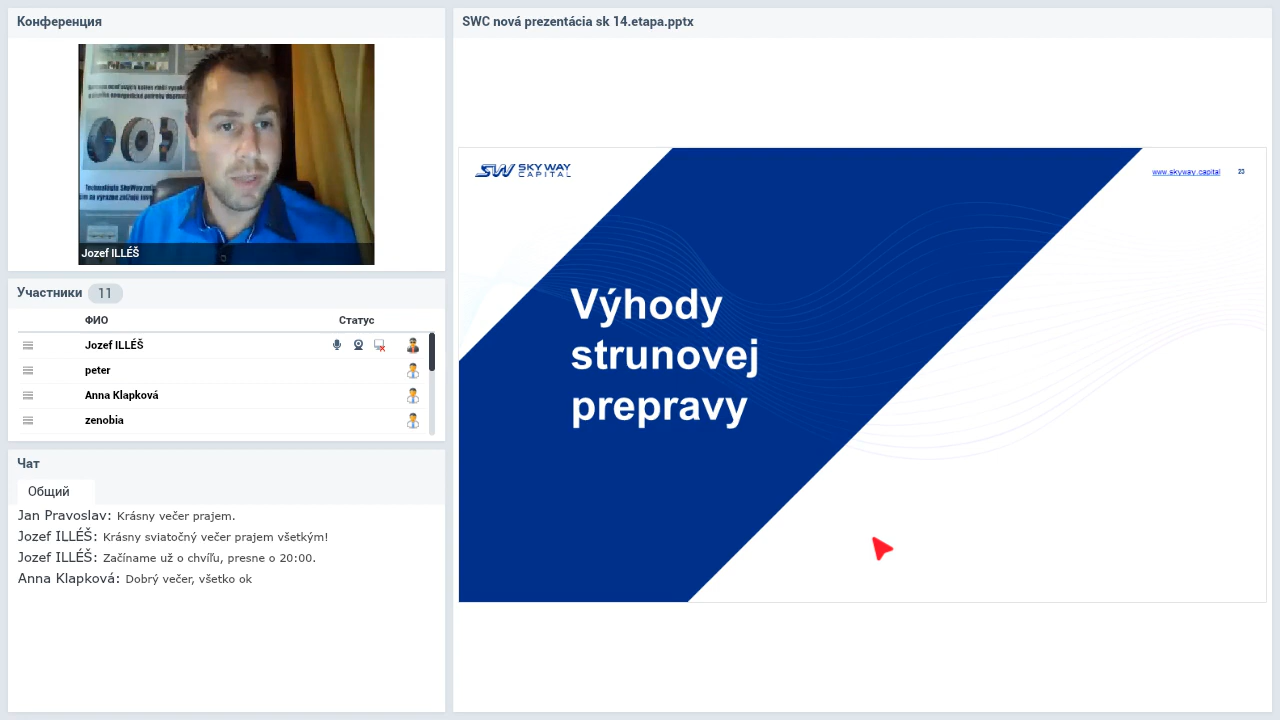 Конференция
Jozef ILLÉŠ
Участники 11
ФИО Статус
Jozef ILLÉŠ
peter
Anna Klapková
zenobia
Чат
Общий
Jan Pravoslav: Krásny večer prajem.
Jozef ILLÉŠ: Krásny sviatočný večer prajem všetkým!
Jozef ILLÉŠ: Začíname už o chvíľu, presne o 20:00.
Anna Klapková: Dobrý večer, všetko ok
SWC nová prezentácia sk 14.etapa.pptx
SW SKY WAY CAPITAL
www.skyway.capital 23
Výhody
strunovej
prepravy